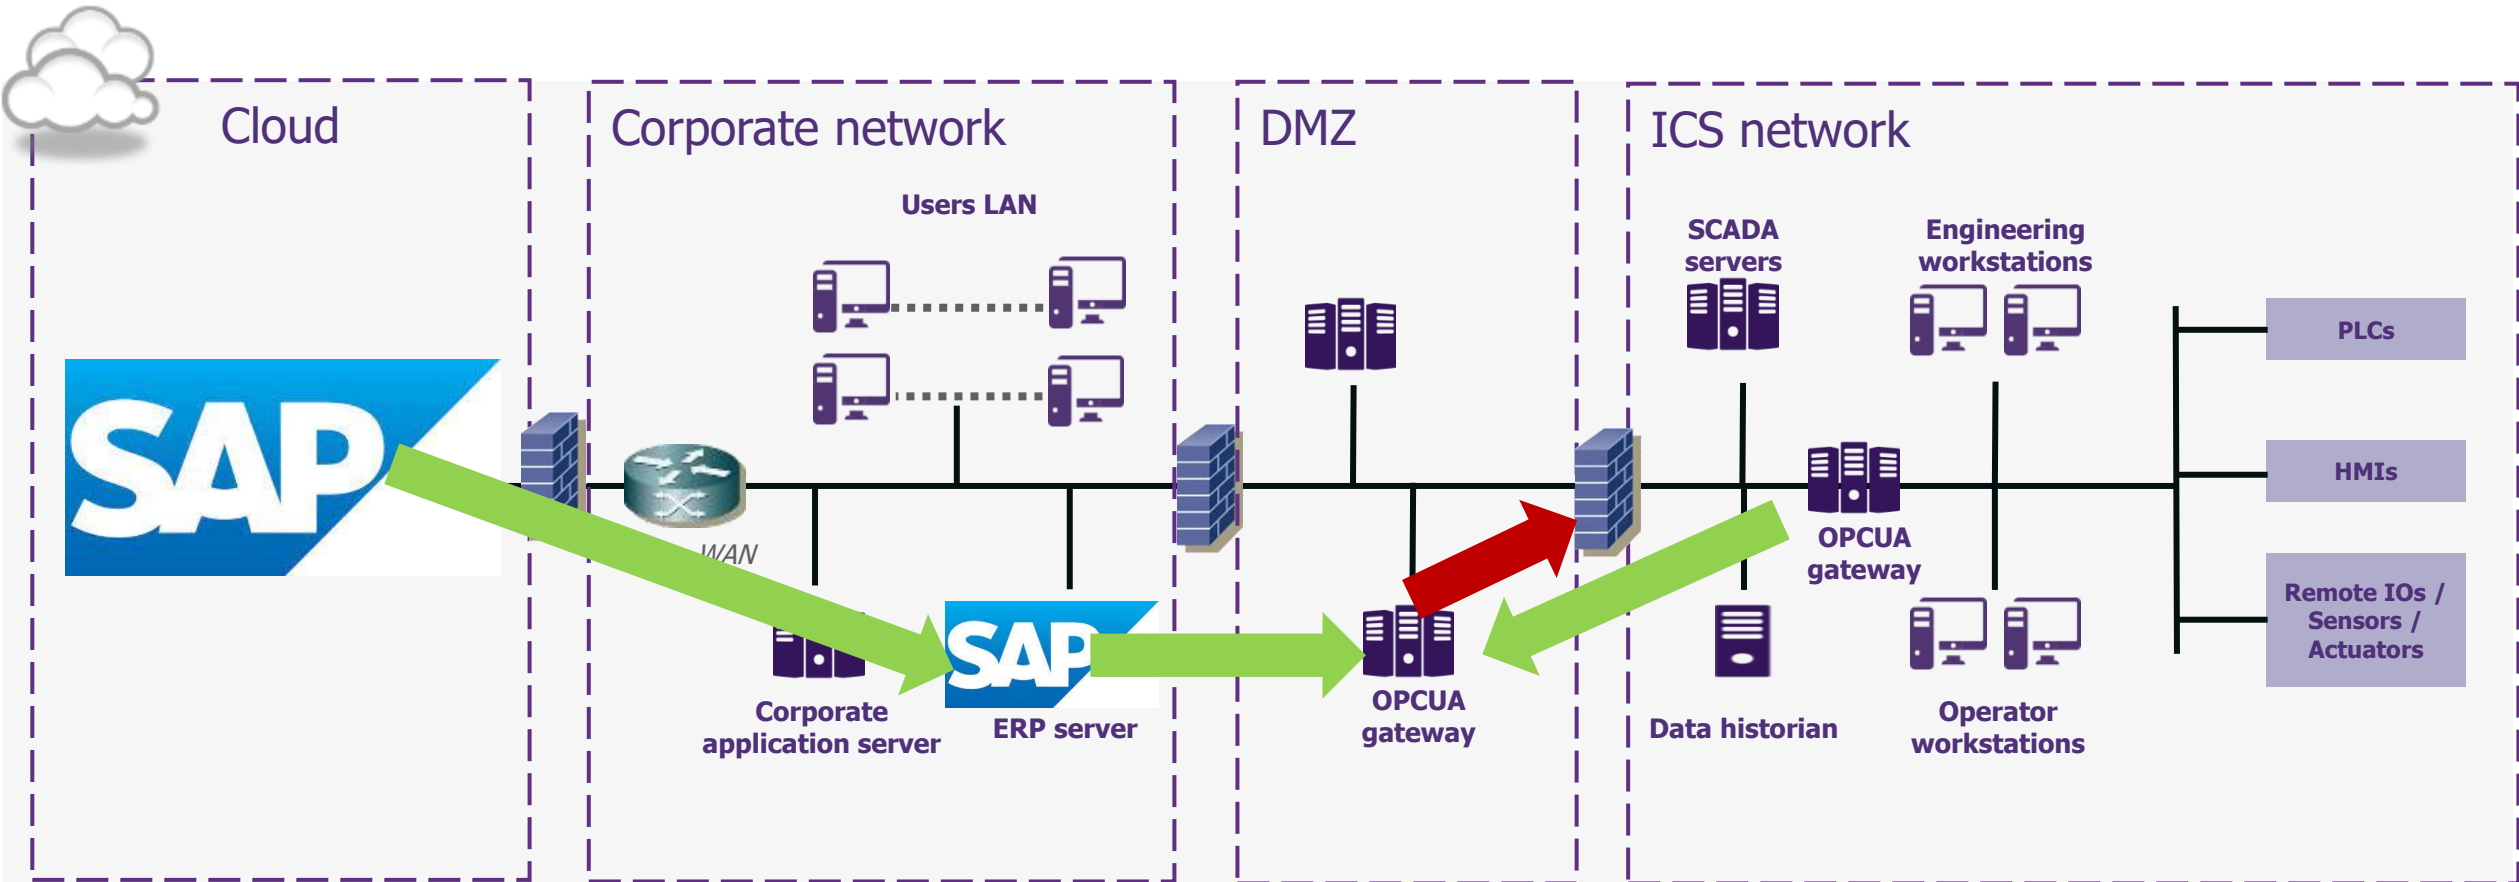 Cloud
SAP
Corporate network
Users LAN
WAN
Corporate
application server
SAP
ERP server
DMZ
OPCUA
gateway
ICS network
SCADA
servers
Engineering
workstations
OPCUA
gateway
Data historian
Operator
workstations
PLCs
HMIs
Remote IOs /
Sensors /
Actuators